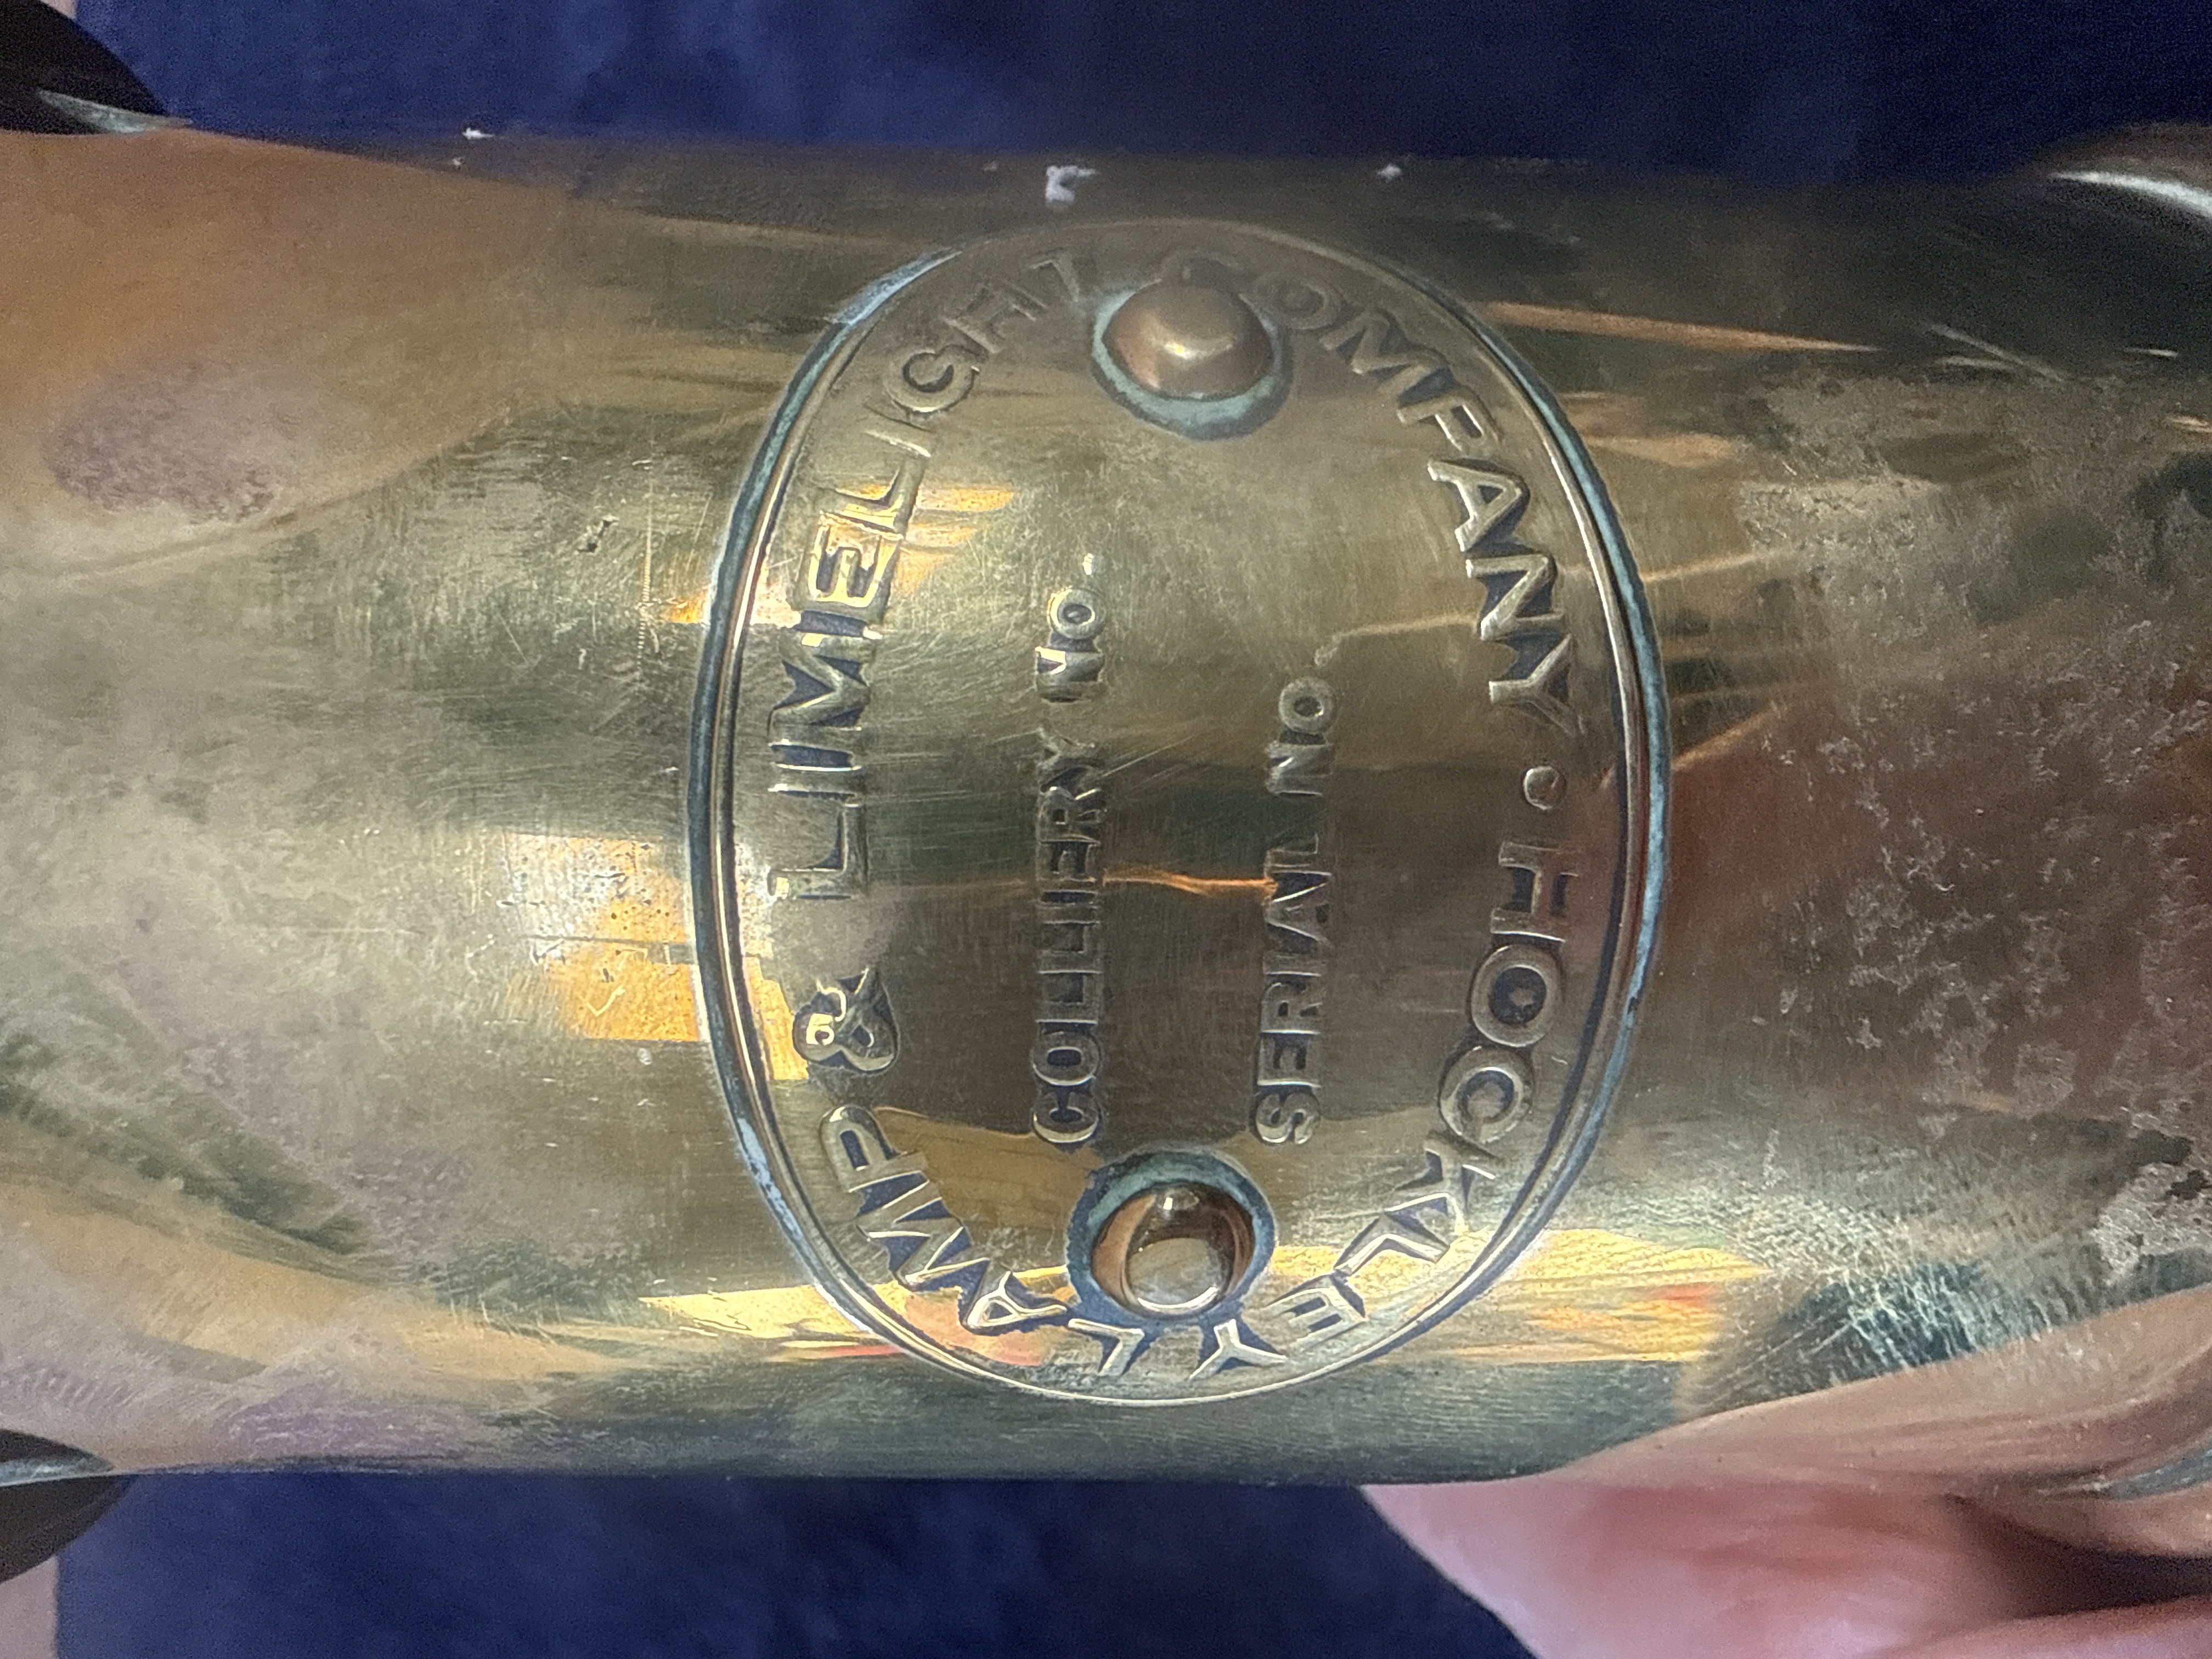 LAMP & LIMELIGHT COMPANY · HOCKLEY
COLLIERY No.
SERIAL NO.